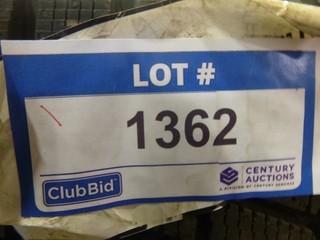 LOT #
1362
ClubBid
CENTURY
AUCTIONS
A DIVISION OF CENTURY SERVICES